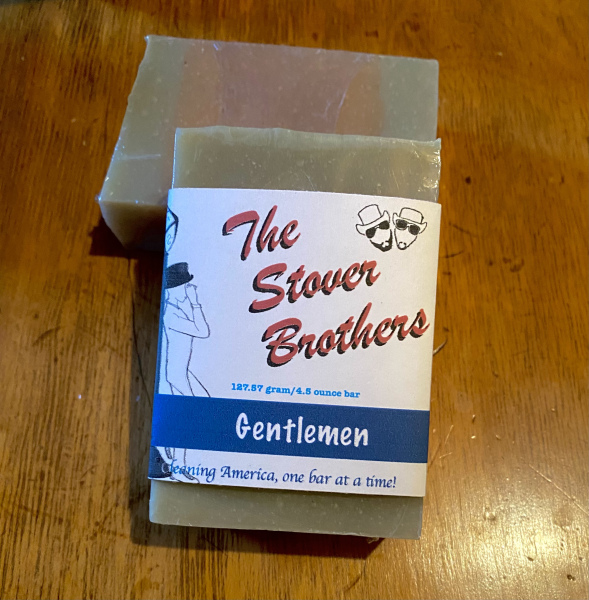 The
Stover
Brothers
127.57 gram/4.5 ounce bar
Gentlemen
Cleaning America, one bar at a time!